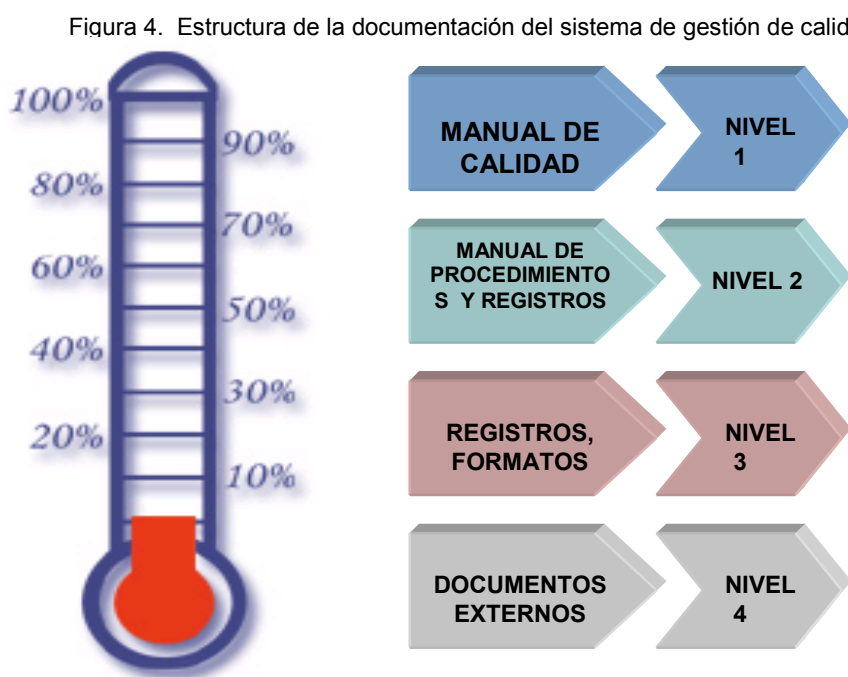 Figura 4. Estructura de la documentación del sistema de gestión de calid
100%
90%
80%
70%
60%
50%
40%
30%
20%
10%
MANUAL DE
CALIDAD
NIVEL
1
MANUAL DE
PROCEDIMIENTO
S Y REGISTROS
NIVEL 2
REGISTROS,
FORMATOS
NIVEL
3
DOCUMENTOS
EXTERNOS
NIVEL
4